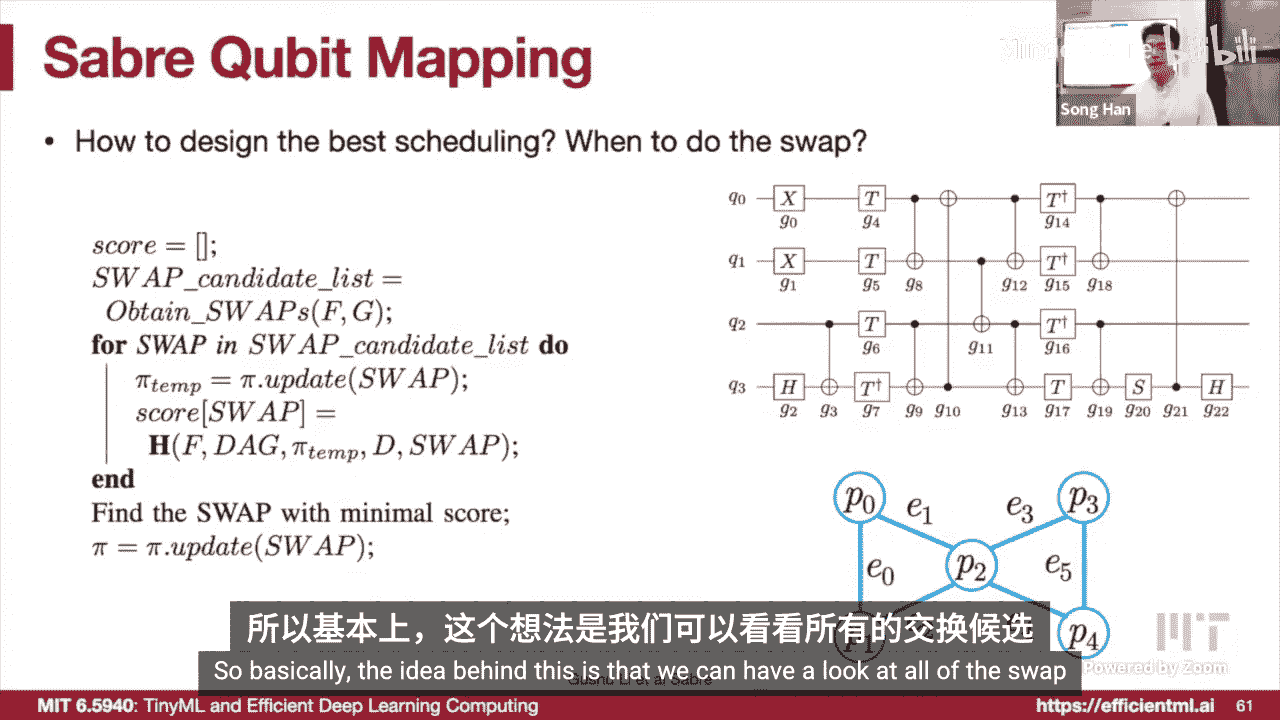 Sabre Qubit Mapping
Song Han
• How to design the best scheduling? When to do the swap?
score = [];
SWAP_candidate_list =
Obtain_SWAPs(F, G);
for SWAP in SWAP_candidate_list do
π_temp = π.update(SWAP);
score[SWAP] =
H(F, DAG, π_temp, D, SWAP);
end
Find the SWAP with minimal score;
π = π.update(SWAP);
q₀ X T T†
g₀ g₄ g₁₄
q₁ X T T†
g₁ g₅ g₈ g₁₂ g₁₅ g₁₈
q₂ T T†
g₆ g₁₁ g₁₆
q₃ H T† T S H
g₂ g₃ g₇ g₉ g₁₀ g₁₃ g₁₇ g₁₉ g₂₀ g₂₁ g₂₂
p₀ e₁ e₃ p₃
e₀ p₂ e₅
p₄
所以基本上，这个想法是我们可以看看所有的交换候选
So basically, the idea behind this is that we can have a look at all of the swap
MIT
Powered by Zoom
MIT 6.5940: TinyML and Efficient Deep Learning Computing
https://efficientml.ai 61